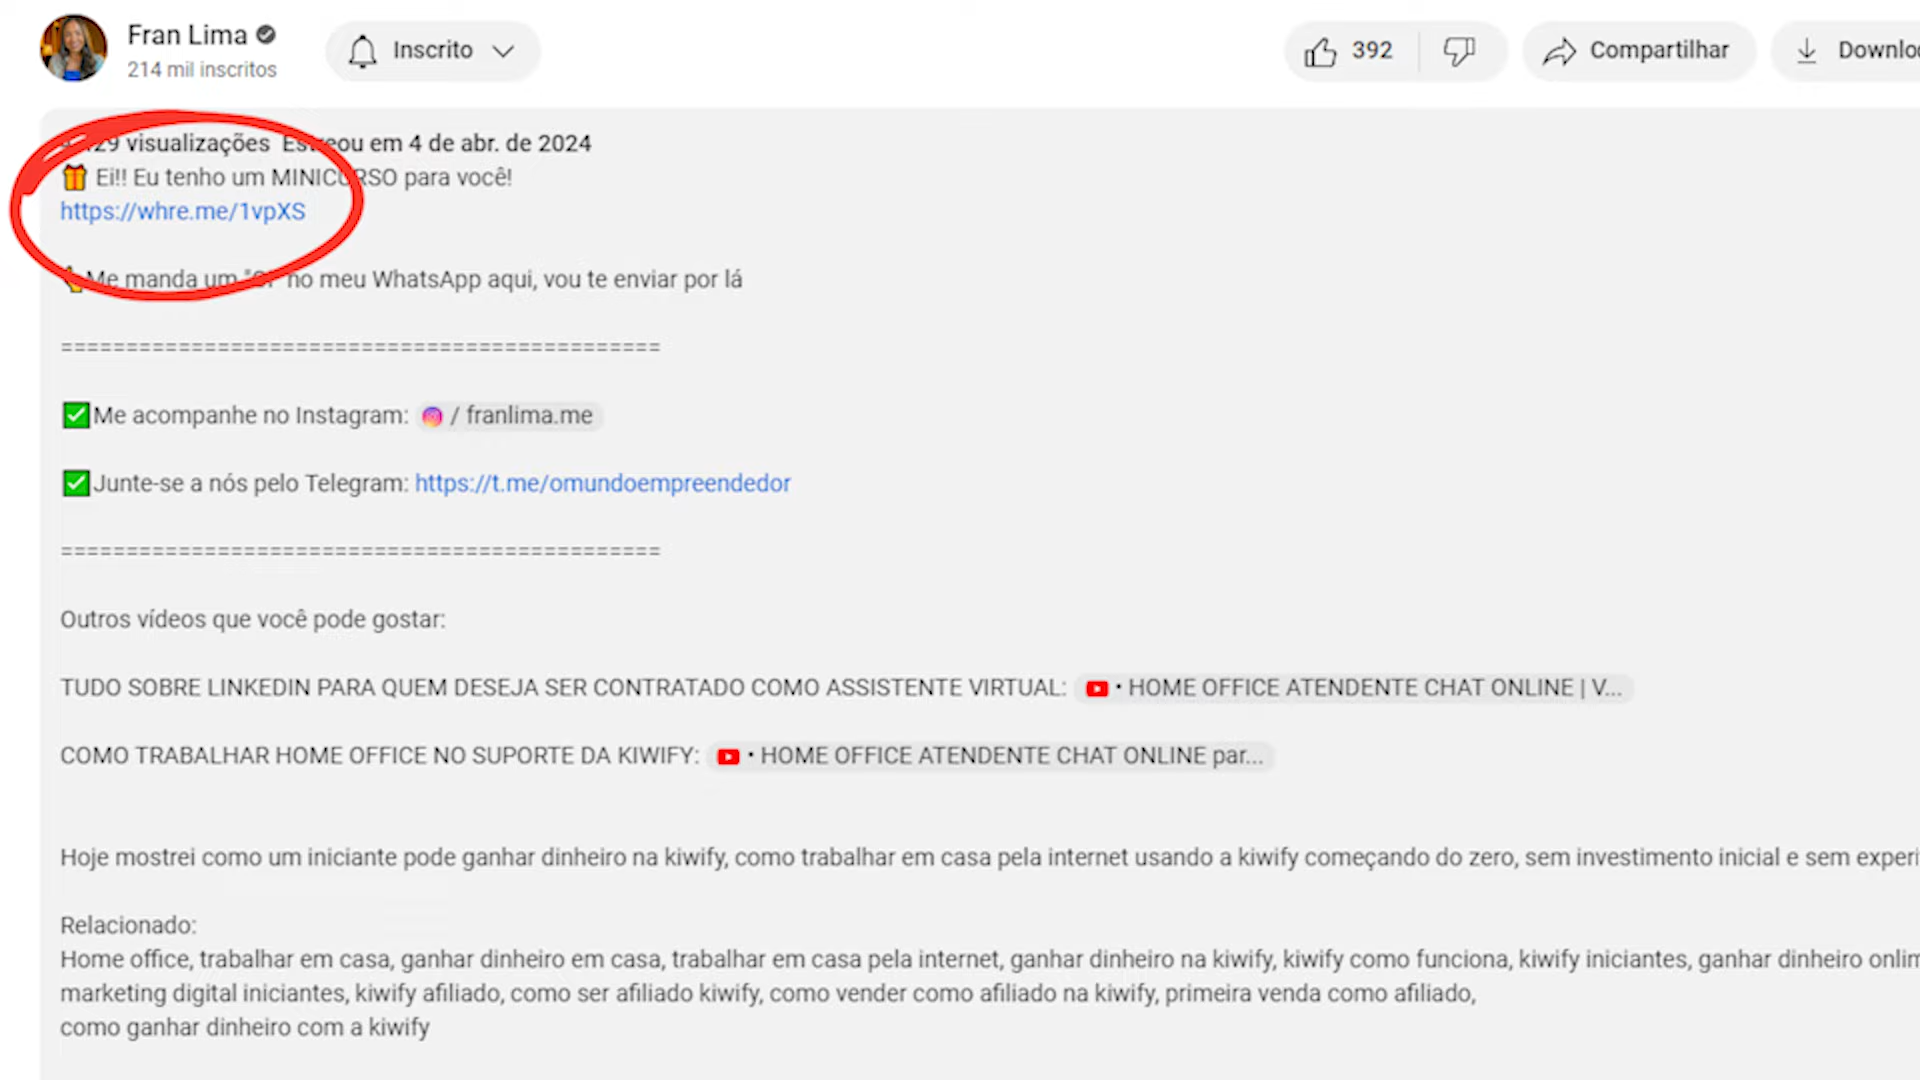 Fran Lima
214 mil inscritos
Inscrito
392
Compartilhar
Downlo
visualizações Estreou em 4 de abr. de 2024
Ei!! Eu tenho um MINICURSO para você!
https://whre.me/1vpXS
Me manda um no meu WhatsApp aqui, vou te enviar por lá
==============================================
Me acompanhe no Instagram: / franlima.me
Junte-se a nós pelo Telegram: https://t.me/omundoempreendedor
==============================================
Outros vídeos que você pode gostar:
TUDO SOBRE LINKEDIN PARA QUEM DESEJA SER CONTRATADO COMO ASSISTENTE VIRTUAL: • HOME OFFICE ATENDENTE CHAT ONLINE | V...
COMO TRABALHAR HOME OFFICE NO SUPORTE DA KIWIFY: • HOME OFFICE ATENDENTE CHAT ONLINE par...
Hoje mostrei como um iniciante pode ganhar dinheiro na kiwify, como trabalhar em casa pela internet usando a kiwify começando do zero, sem investimento inicial e sem experi
Relacionado:
Home office, trabalhar em casa, ganhar dinheiro em casa, trabalhar em casa pela internet, ganhar dinheiro na kiwify, kiwify como funciona, kiwify iniciantes, ganhar dinheiro onlin
marketing digital iniciantes, kiwify afiliado, como ser afiliado kiwify, como vender como afiliado na kiwify, primeira venda como afiliado,
como ganhar dinheiro com a kiwify